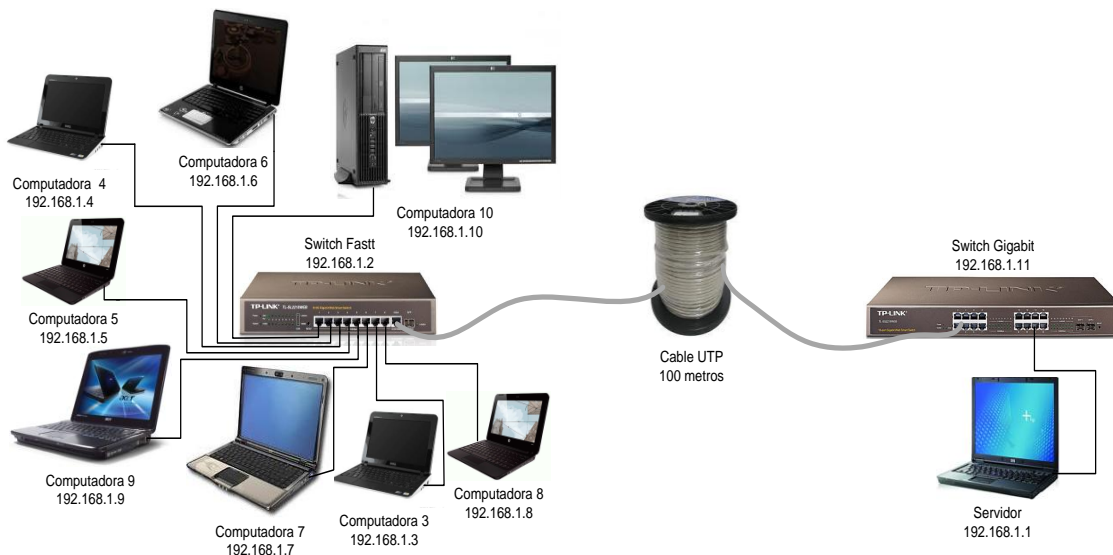 Computadora 6
192.168.1.6
Computadora 4
192.168.1.4
Computadora 10
192.168.1.10
Switch Fastt
192.168.1.2
Switch Gigabit
192.168.1.11
TP-LINK
TP-LINK
Computadora 5
192.168.1.5
Cable UTP
100 metros
Computadora 9
192.168.1.9
Computadora 7
192.168.1.7
Computadora 3
192.168.1.3
Computadora 8
192.168.1.8
Servidor
192.168.1.1